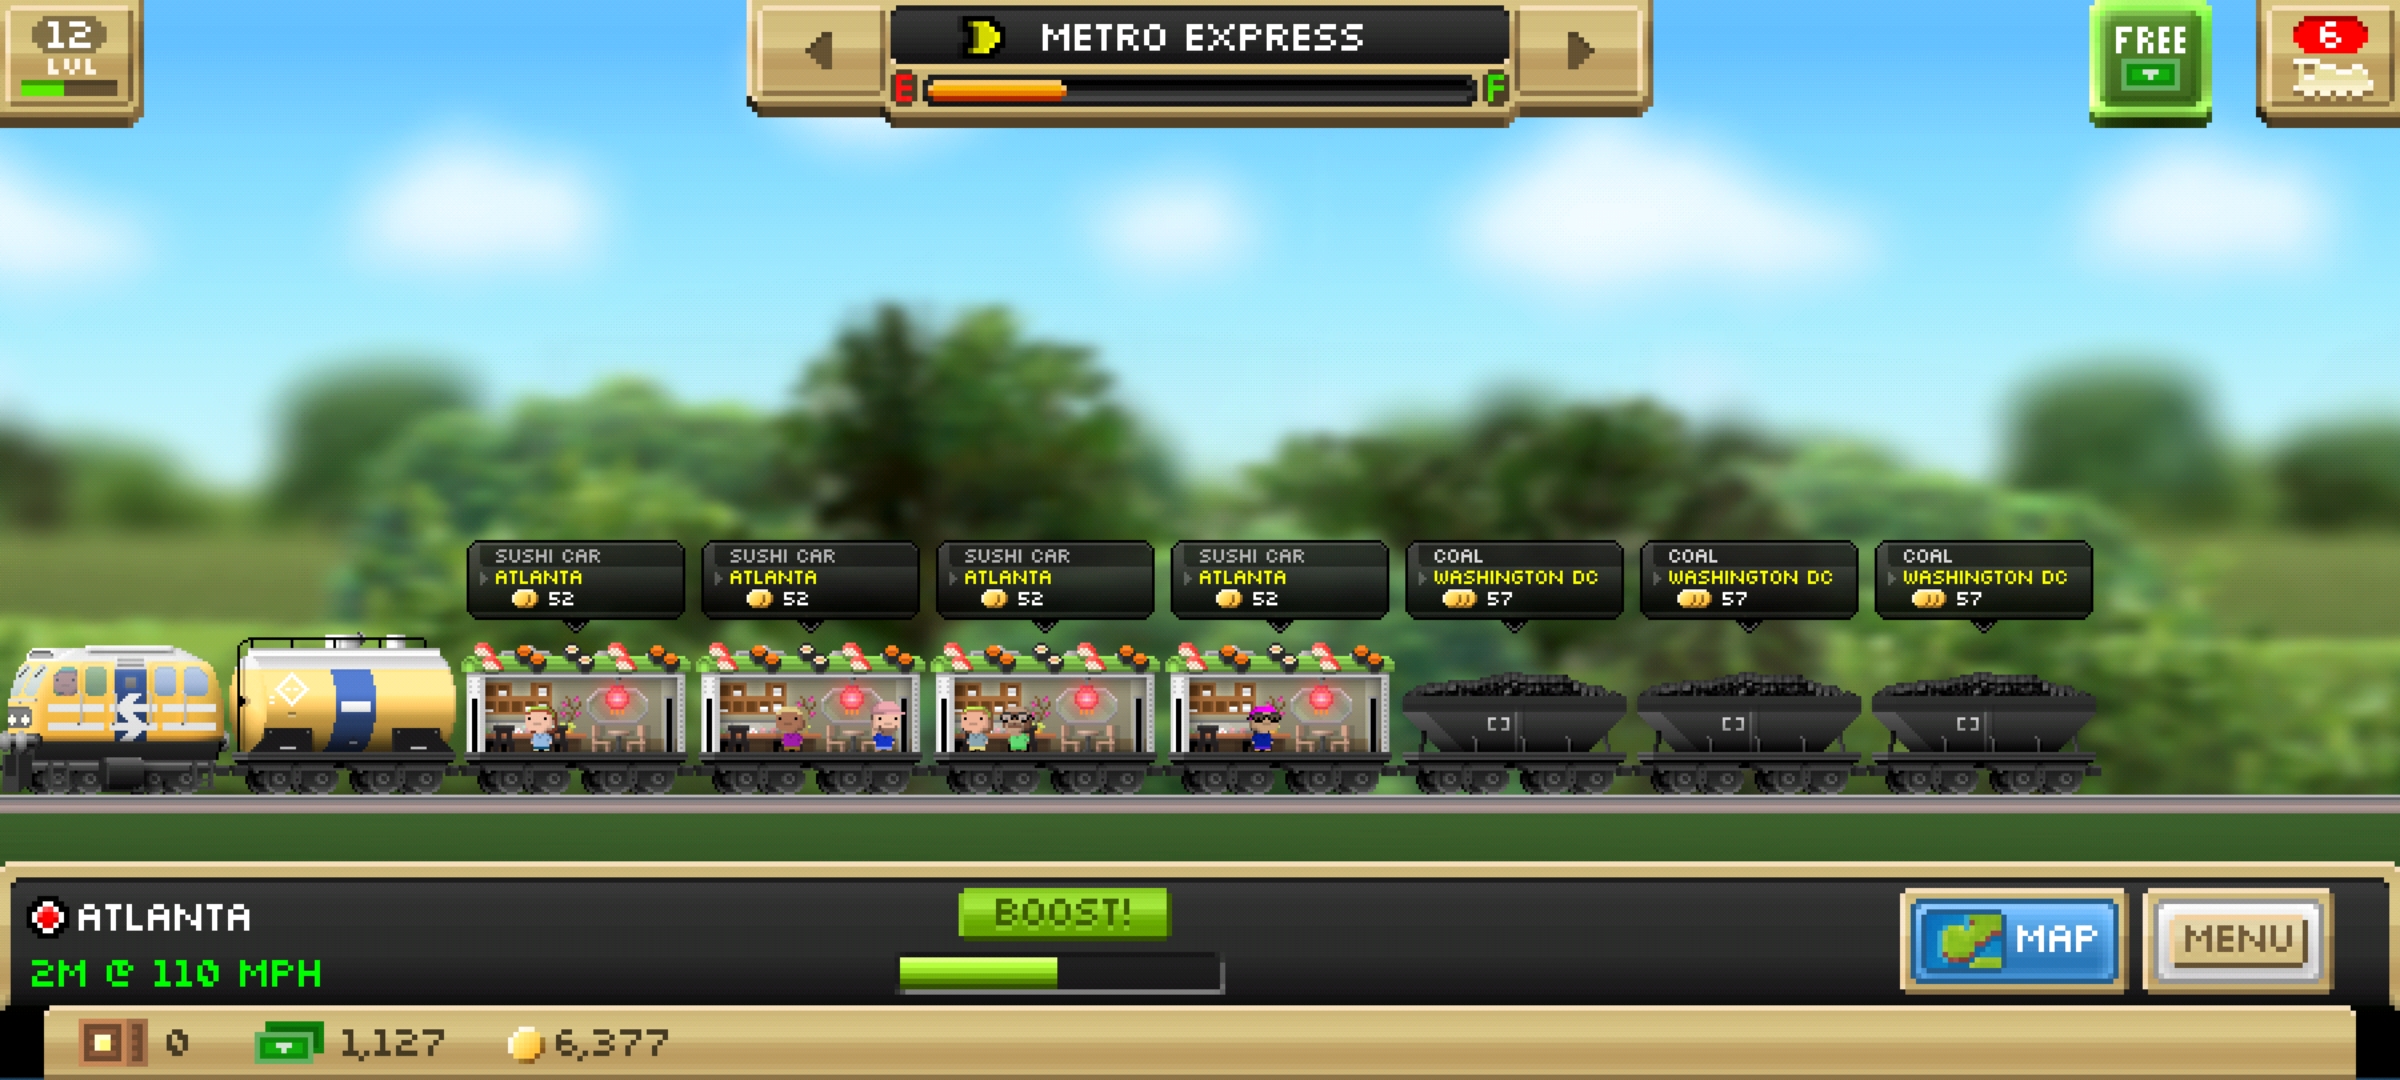 12
LVL
METRO EXPRESS
E F
FREE
6
SUSHI CAR
ATLANTA
52
SUSHI CAR
ATLANTA
52
SUSHI CAR
ATLANTA
52
SUSHI CAR
ATLANTA
52
COAL
WASHINGTON DC
57
COAL
WASHINGTON DC
57
COAL
WASHINGTON DC
57
ATLANTA
2M @ 110 MPH
BOOST!
MAP
MENU
0
1,127
6,377